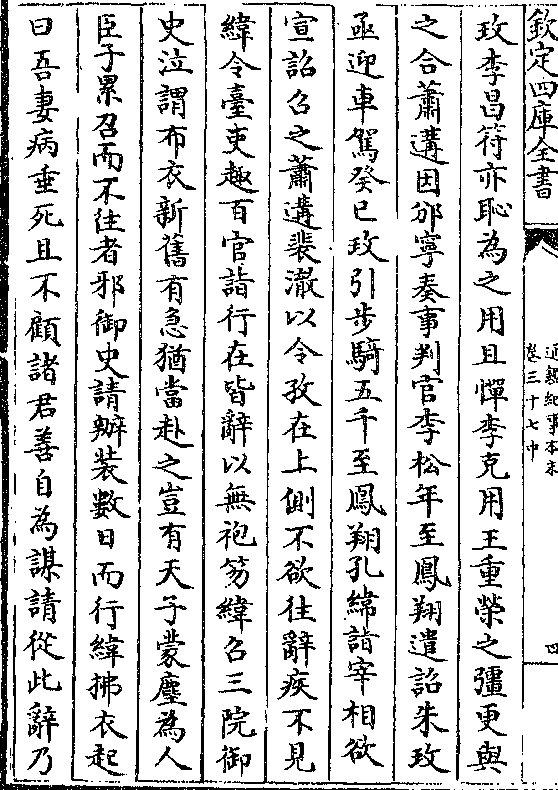 欽定四庫全書
通鑑紀事本末
卷三十七中
四
玫李昌符亦恥為之用且憚李克用王重榮之彊更與
之合蕭遘因邠寧奏事判官李松年至鳳翔遣詔朱玫
亟迎車駕癸巳玫引步騎五千至鳳翔孔緯詣宰相欲
宣詔召之蕭遘裴澈以令孜在上側不欲往辭疾不見
緯令臺吏趣百官詣行在皆辭以無袍笏緯召三院御
史泣謂布衣新舊有急猶當赴之豈有天子蒙塵為人
臣子累召而不往者邪御史請辦裝數日而行緯拂衣起
曰吾妻病垂死且不顧諸君善自為謀請從此辭乃